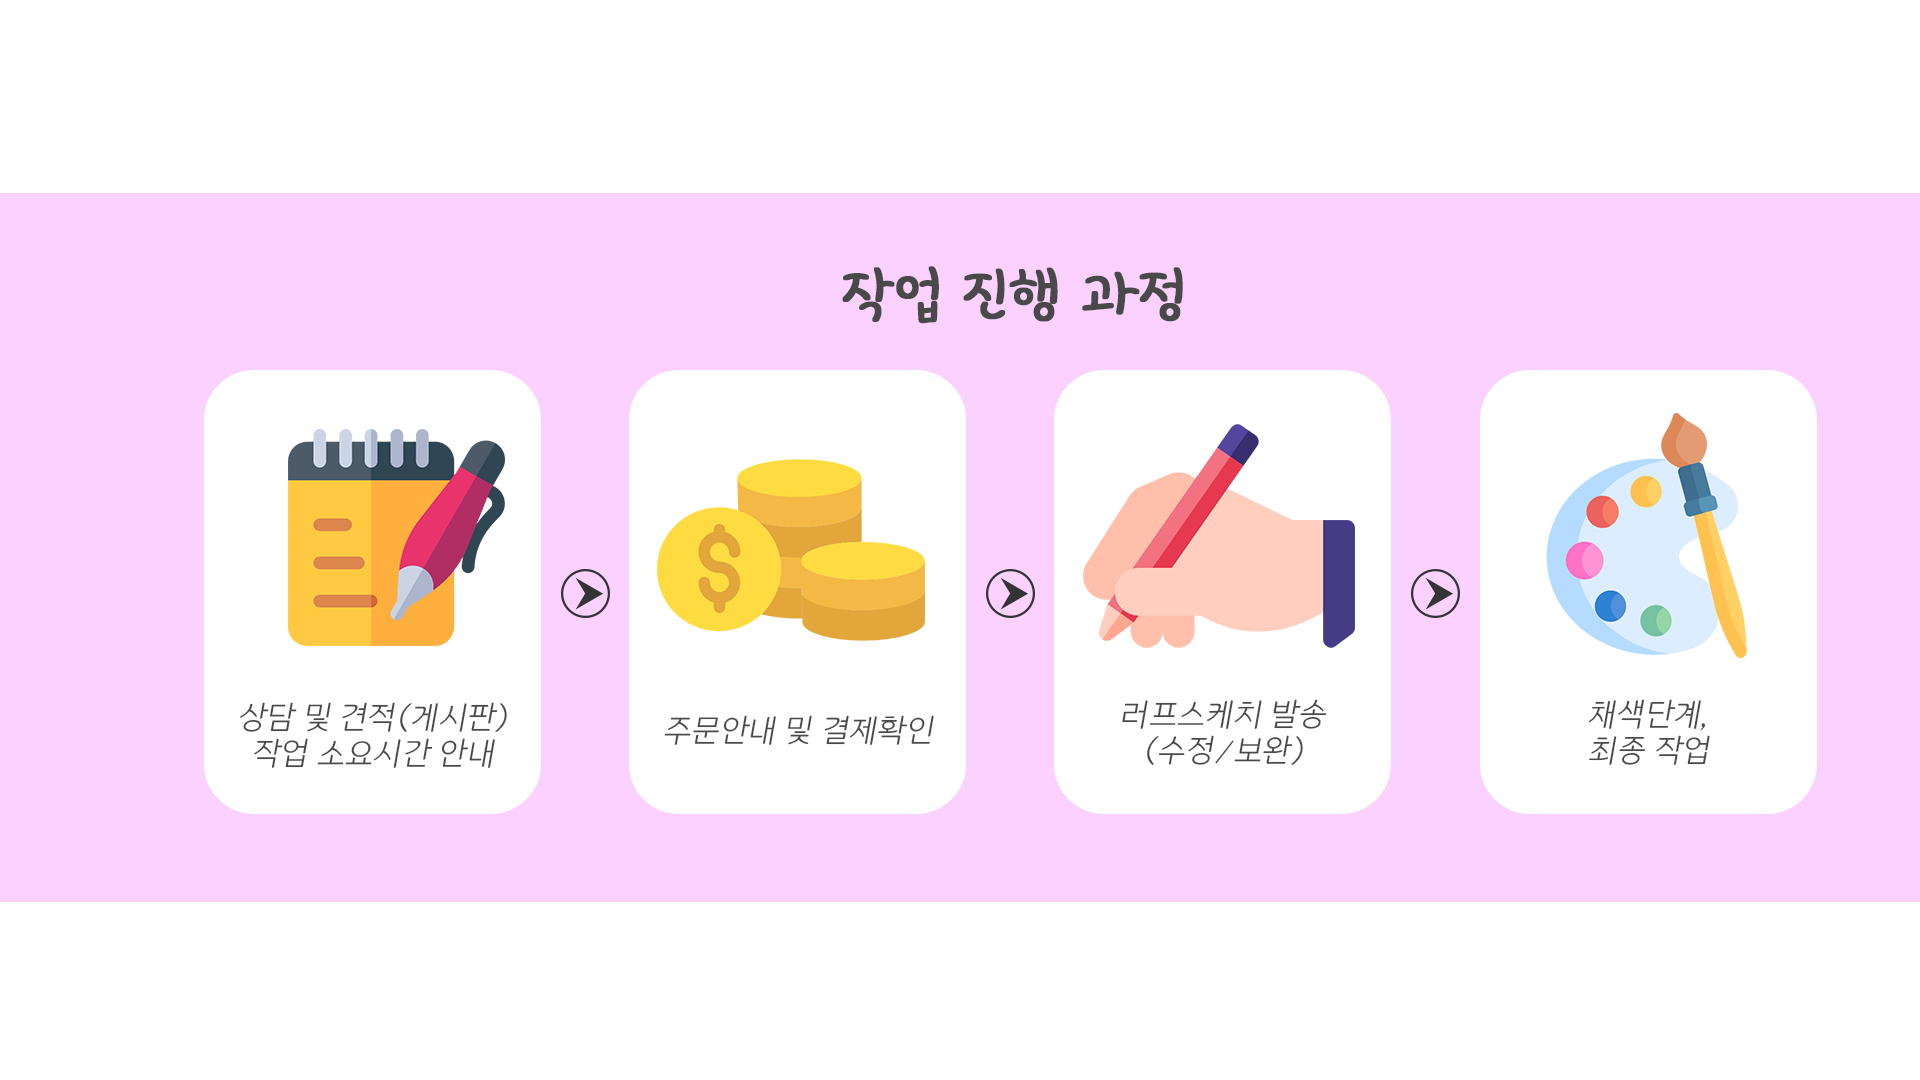 작업 진행 과정
상담 및 견적(게시판)
작업 소요시간 안내
주문안내 및 결제확인
러프스케치 발송
(수정/보완)
채색단계,
최종 작업
$